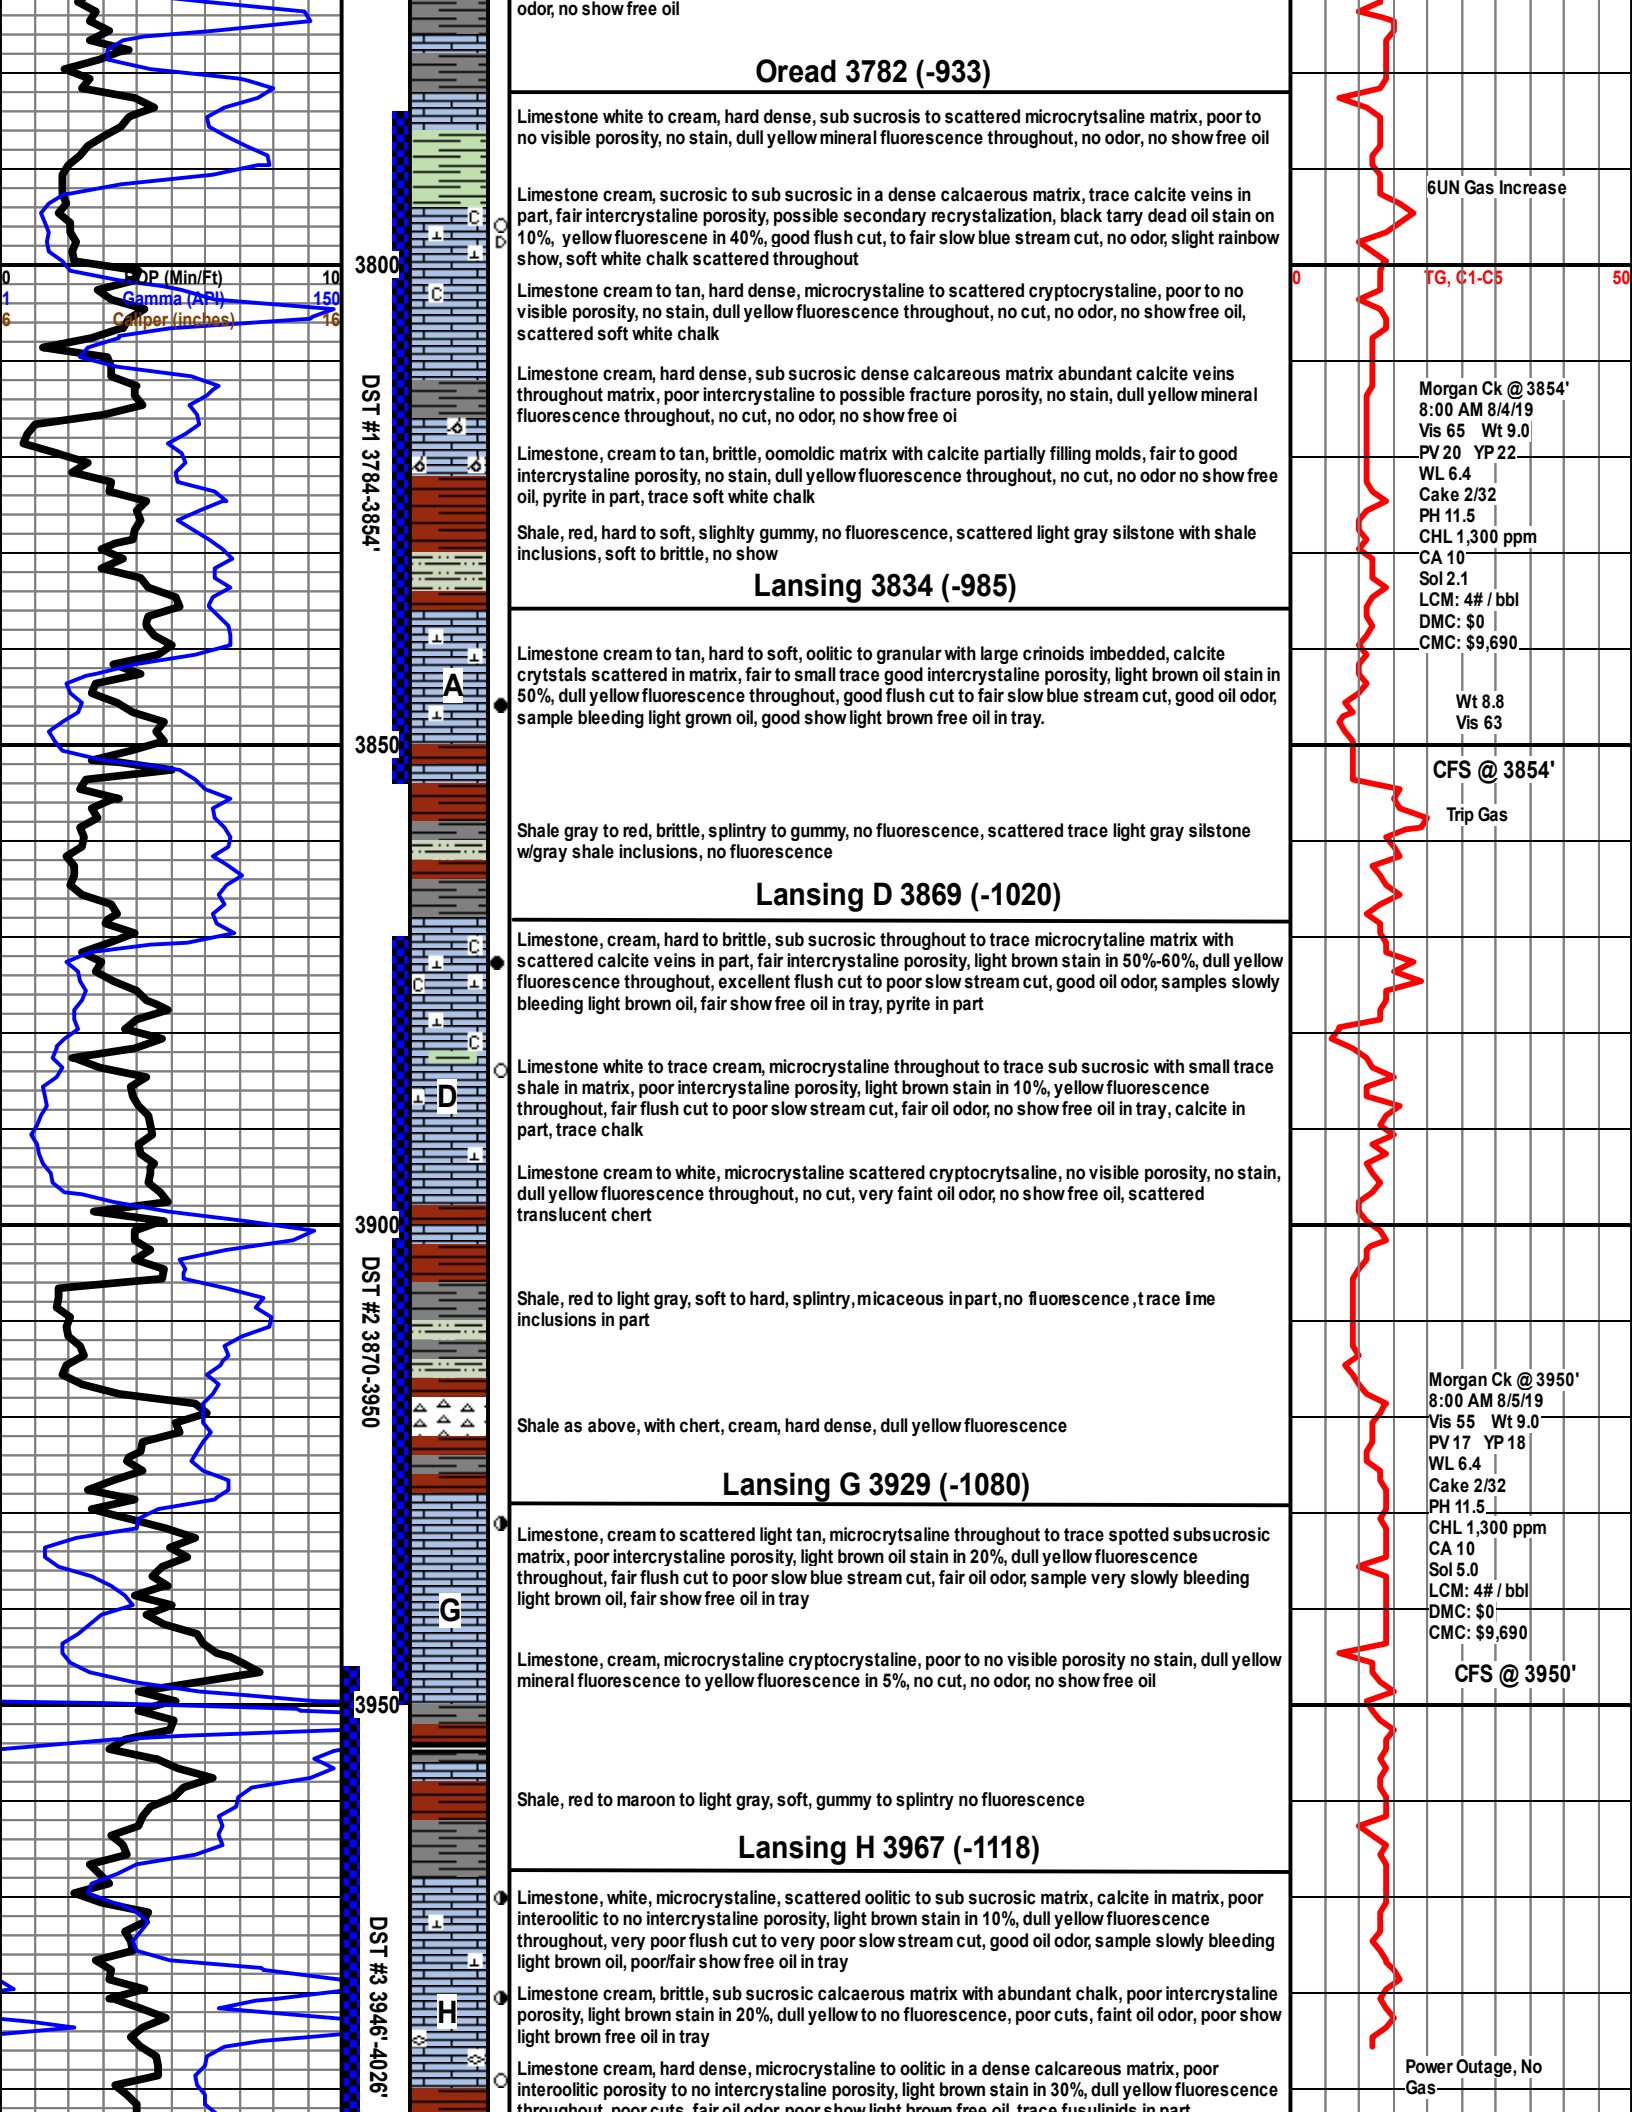 odor, no show free oil
Oread 3782 (-933)
Limestone white to cream, hard dense, sub sucrosis to scattered microcrytsaline matrix, poor to
no visible porosity, no stain, dull yellow mineral fluorescence throughout, no odor, no show free oil
Limestone cream, sucrosic to sub sucrosic in a dense calcaerous matrix, trace calcite veins in
part, fair intercrystaline porosity, possible secondary recrystalization, black tarry dead oil stain on
10%, yellow fluorescene in 40%, good flush cut, to fair slow blue stream cut, no odor, slight rainbow
show, soft white chalk scattered throughout
6UN Gas Increase
C
3800
0 ROP (Min/Ft) 10
1 Gamma (API) 150
6 Caliper (inches) 16
0 TG, C1-C5 50
C
Limestone cream to tan, hard dense, microcrystaline to scattered cryptocrystaline, poor to no
visible porosity, no stain, dull yellow fluorescence throughout, no cut, no odor, no show free oil,
scattered soft white chalk
DST #1 3784-3854'
Limestone cream, hard dense, sub sucrosic dense calcareous matrix abundant calcite veins
throughout matrix, poor intercrystaline to possible fracture porosity, no stain, dull yellow mineral
fluorescence throughout, no cut, no odor, no show free oi
Limestone, cream to tan, brittle, oomoldic matrix with calcite partially filling molds, fair to good
intercrystaline porosity, no stain, dull yellow fluorescence throughout, no cut, no odor no show free
oil, pyrite in part, trace soft white chalk
Shale, red, hard to soft, slighlty gummy, no fluorescence, scattered light gray silstone with shale
inclusions, soft to brittle, no show
Morgan Ck @ 3854'
8:00 AM 8/4/19
Vis 65 Wt 9.0
PV 20 YP 22
WL 6.4
Cake 2/32
PH 11.5
CHL 1,300 ppm
CA 10
Sol 2.1
LCM: 4# / bbl
DMC: $0
CMC: $9,690
Lansing 3834 (-985)
Limestone cream to tan, hard to soft, oolitic to granular with large crinoids imbedded, calcite
crytstals scattered in matrix, fair to small trace good intercrystaline porosity, light brown oil stain in
50%, dull yellow fluorescence throughout, good flush cut to fair slow blue stream cut, good oil odor,
sample bleeding light grown oil, good show light brown free oil in tray.
A
Wt 8.8
Vis 63
3850
CFS @ 3854'
Trip Gas
Shale gray to red, brittle, splintry to gummy, no fluorescence, scattered trace light gray silstone
w/gray shale inclusions, no fluorescence
Lansing D 3869 (-1020)
Limestone, cream, hard to brittle, sub sucrosic throughout to trace microcrytaline matrix with
scattered calcite veins in part, fair intercrystaline porosity, light brown stain in 50%-60%, dull yellow
fluorescence throughout, excellent flush cut to poor slow stream cut, good oil odor, samples slowly
bleeding light brown oil, fair show free oil in tray, pyrite in part
C
C
C
Limestone white to trace cream, microcrystaline throughout to trace sub sucrosic with small trace
shale in matrix, poor intercrystaline porosity, light brown stain in 10%, yellow fluorescence
throughout, fair flush cut to poor slow stream cut, fair oil odor, no show free oil in tray, calcite in
part, trace chalk
D
Limestone cream to white, microcrystaline scattered cryptocrytsaline, no visible porosity, no stain,
dull yellow fluorescence throughout, no cut, very faint oil odor, no show free oil, scattered
translucent chert
3900
DST #2 3870-3950
Shale, red to light gray, soft to hard, splintry, micaceous in part, no fluorescence , trace lime
inclusions in part
Shale as above, with chert, cream, hard dense, dull yellow fluorescence
Morgan Ck @ 3950'
8:00 AM 8/5/19
Vis 55 Wt 9.0
PV 17 YP 18
WL 6.4
Cake 2/32
PH 11.5
CHL 1,300 ppm
CA 10
Sol 5.0
LCM: 4# / bbl
DMC: $0
CMC: $9,690
Lansing G 3929 (-1080)
Limestone, cream to scattered light tan, microcrytsaline throughout to trace spotted subsucrosic
matrix, poor intercrystaline porosity, light brown oil stain in 20%, dull yellow fluorescence
throughout, fair flush cut to poor slow blue stream cut, fair oil odor, sample very slowly bleeding
light brown oil, fair show free oil in tray
G
Limestone, cream, microcrystaline cryptocrystaline, poor to no visible porosity no stain, dull yellow
mineral fluorescence to yellow fluorescence in 5%, no cut, no odor, no show free oil
CFS @ 3950'
3950
Shale, red to maroon to light gray, soft, gummy to splintry no fluorescence
Lansing H 3967 (-1118)
Limestone, white, microcrystaline, scattered oolitic to sub sucrosic matrix, calcite in matrix, poor
interoolitic to no intercrystaline porosity, light brown stain in 10%, dull yellow fluorescence
throughout, very poor flush cut to very poor slow stream cut, good oil odor, sample slowly bleeding
light brown oil, poor/fair show free oil in tray
DST #3 3946'-4026'
Limestone cream, brittle, sub sucrosic calcaerous matrix with abundant chalk, poor intercrystaline
porosity, light brown stain in 20%, dull yellow to no fluorescence, poor cuts, faint oil odor, poor show
light brown free oil in tray
H
Limestone cream, hard dense, microcrystaline to oolitic in a dense calcareous matrix, poor
interoolitic porosity to no intercrystaline porosity, light brown stain in 30%, dull yellow fluorescence
throughout, poor cuts, fair oil odor, poor show light brown free oil, trace fusulinids in part
Power Outage, No
Gas